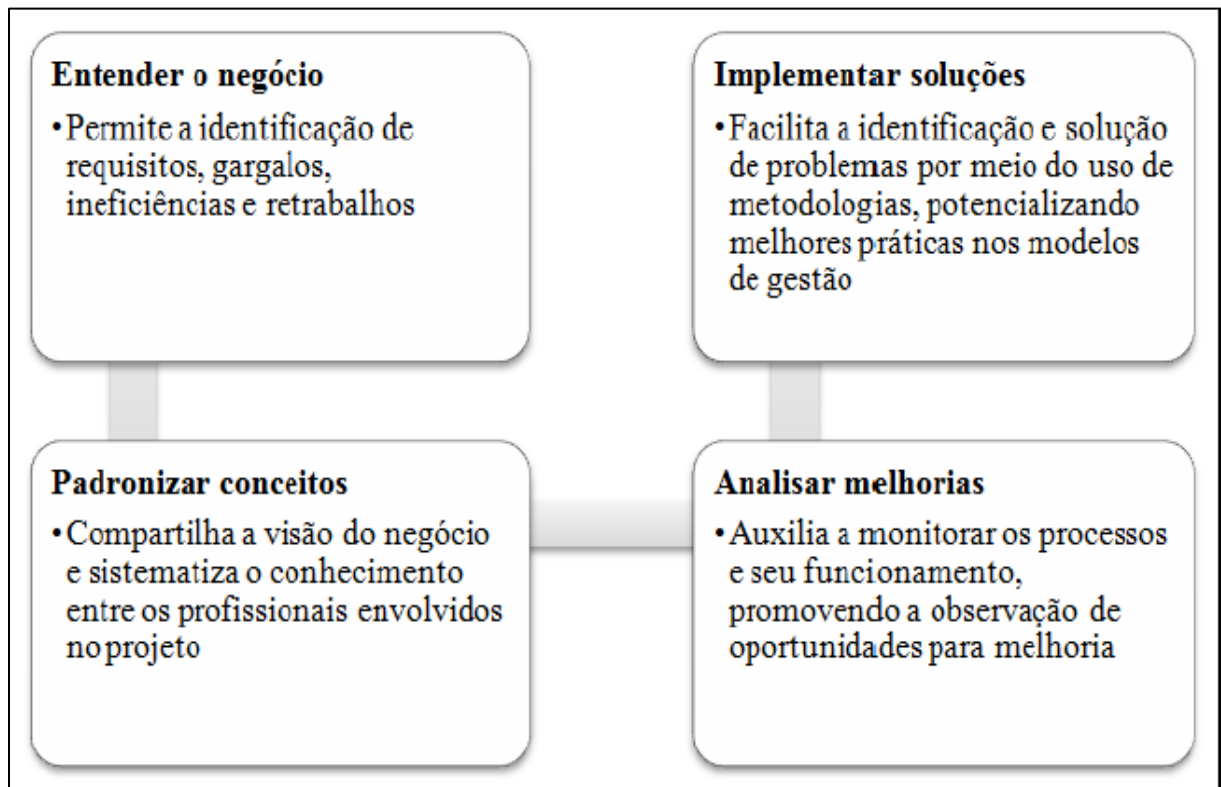 Entender o negócio
•Permite a identificação de
requisitos, gargalos,
ineficiências e retrabalhos
Padronizar conceitos
•Compartilha a visão do negócio
e sistematiza o conhecimento
entre os profissionais envolvidos
no projeto
Analisar melhorias
•Auxilia a monitorar os processos
e seu funcionamento,
promovendo a observação de
oportunidades para melhoria
Implementar soluções
•Facilita a identificação e solução
de problemas por meio do uso de
metodologias, potencializando
melhores práticas nos modelos
de gestão